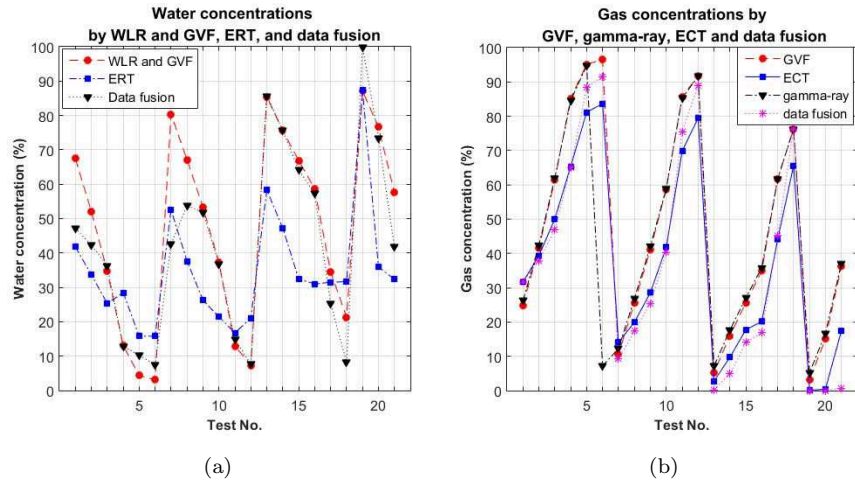 Water concentrations
by WLR and GVF, ERT, and data fusion
100
90
80
70
60
50
40
30
20
10
0
Water concentration (%)
WLR and GVF
ERT
Data fusion
5
10
15
20
Test No.
(a)
Gas concentrations by
GVF, gamma-ray, ECT and data fusion
100
90
80
70
60
50
40
30
20
10
0
Gas concentration (%)
GVF
ECT
gamma-ray
data fusion
5
10
15
20
Test No.
(b)